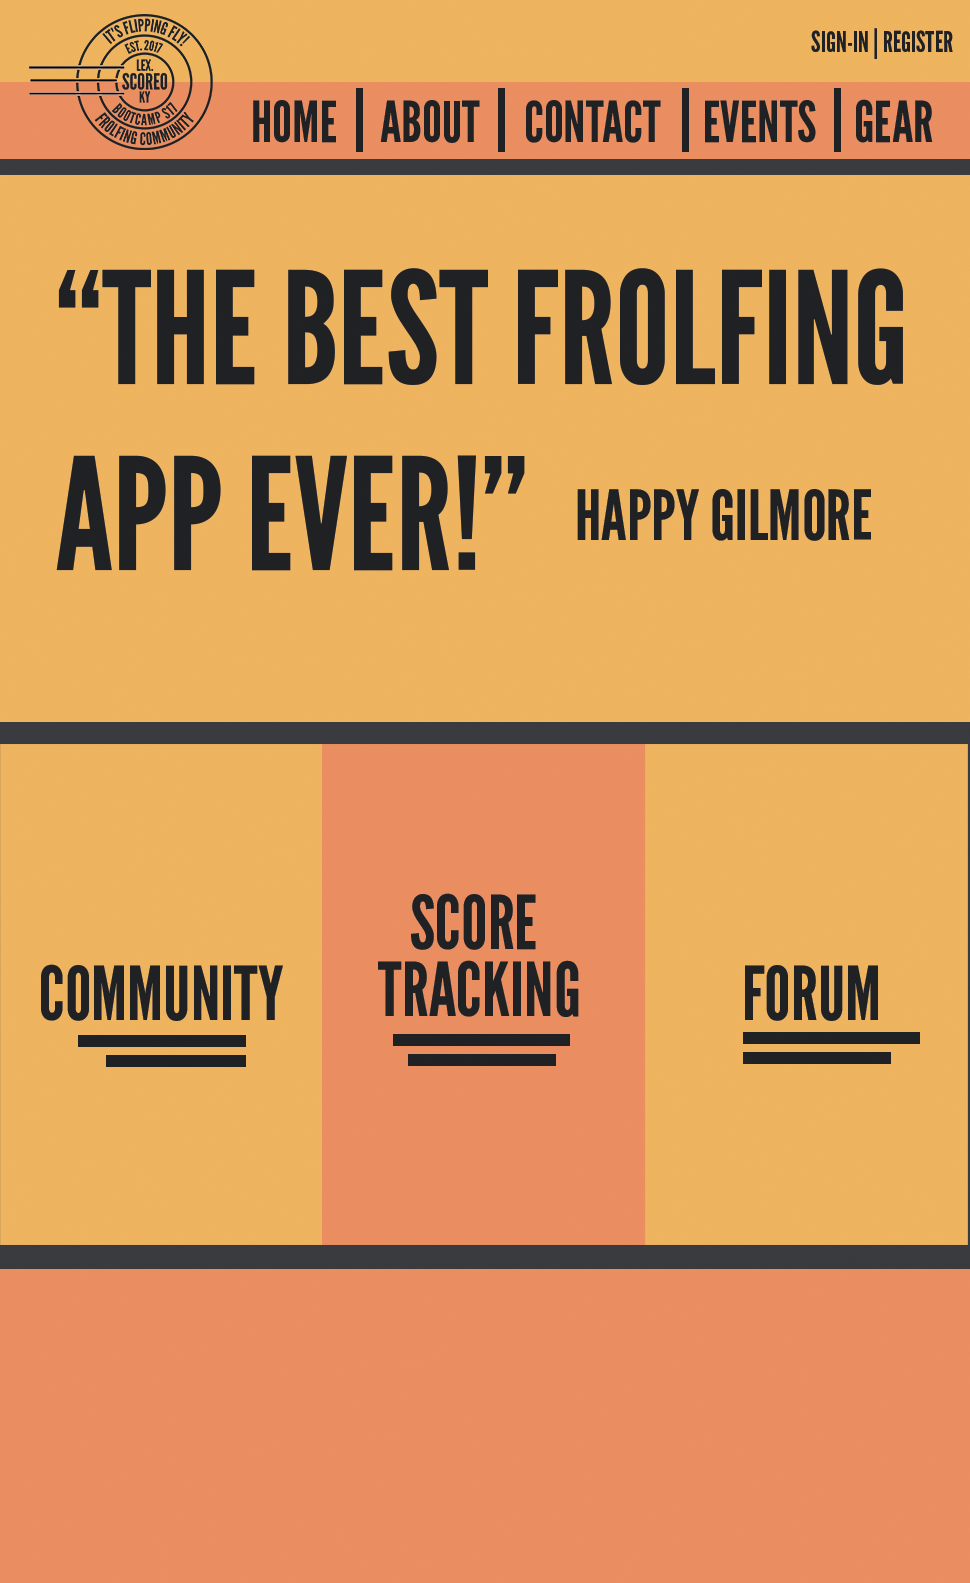 IT'S FLIPPING FLY!
EST. 2017
LEX.
SCOREO
KY
BOOTCAMP S17
FROLFING COMMUNITY
SIGN-IN | REGISTER
HOME | ABOUT | CONTACT | EVENTS | GEAR
“THE BEST FROLFING
APP EVER!” HAPPY GILMORE
COMMUNITY
SCORE
TRACKING
FORUM